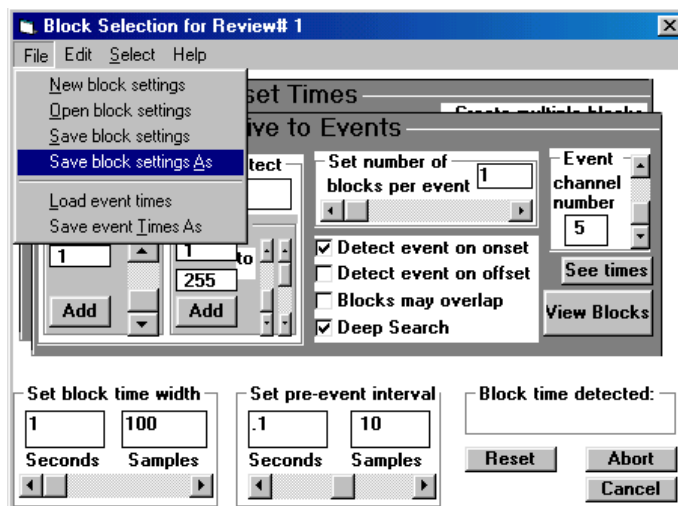 Block Selection for Review# 1
File Edit Select Help
New block settings
Open block settings
Save block settings
Save block settings As
Load event times
Save event Times As
set Times
ive to Events
tect
Set number of
blocks per event
1
Event
channel
number
5
1
Add
1
to
255
Add
Detect event on onset
Detect event on offset
Blocks may overlap
Deep Search
See times
View Blocks
Set block time width
1 100
Seconds Samples
Set pre-event interval
.1 10
Seconds Samples
Block time detected:
Reset
Abort
Cancel